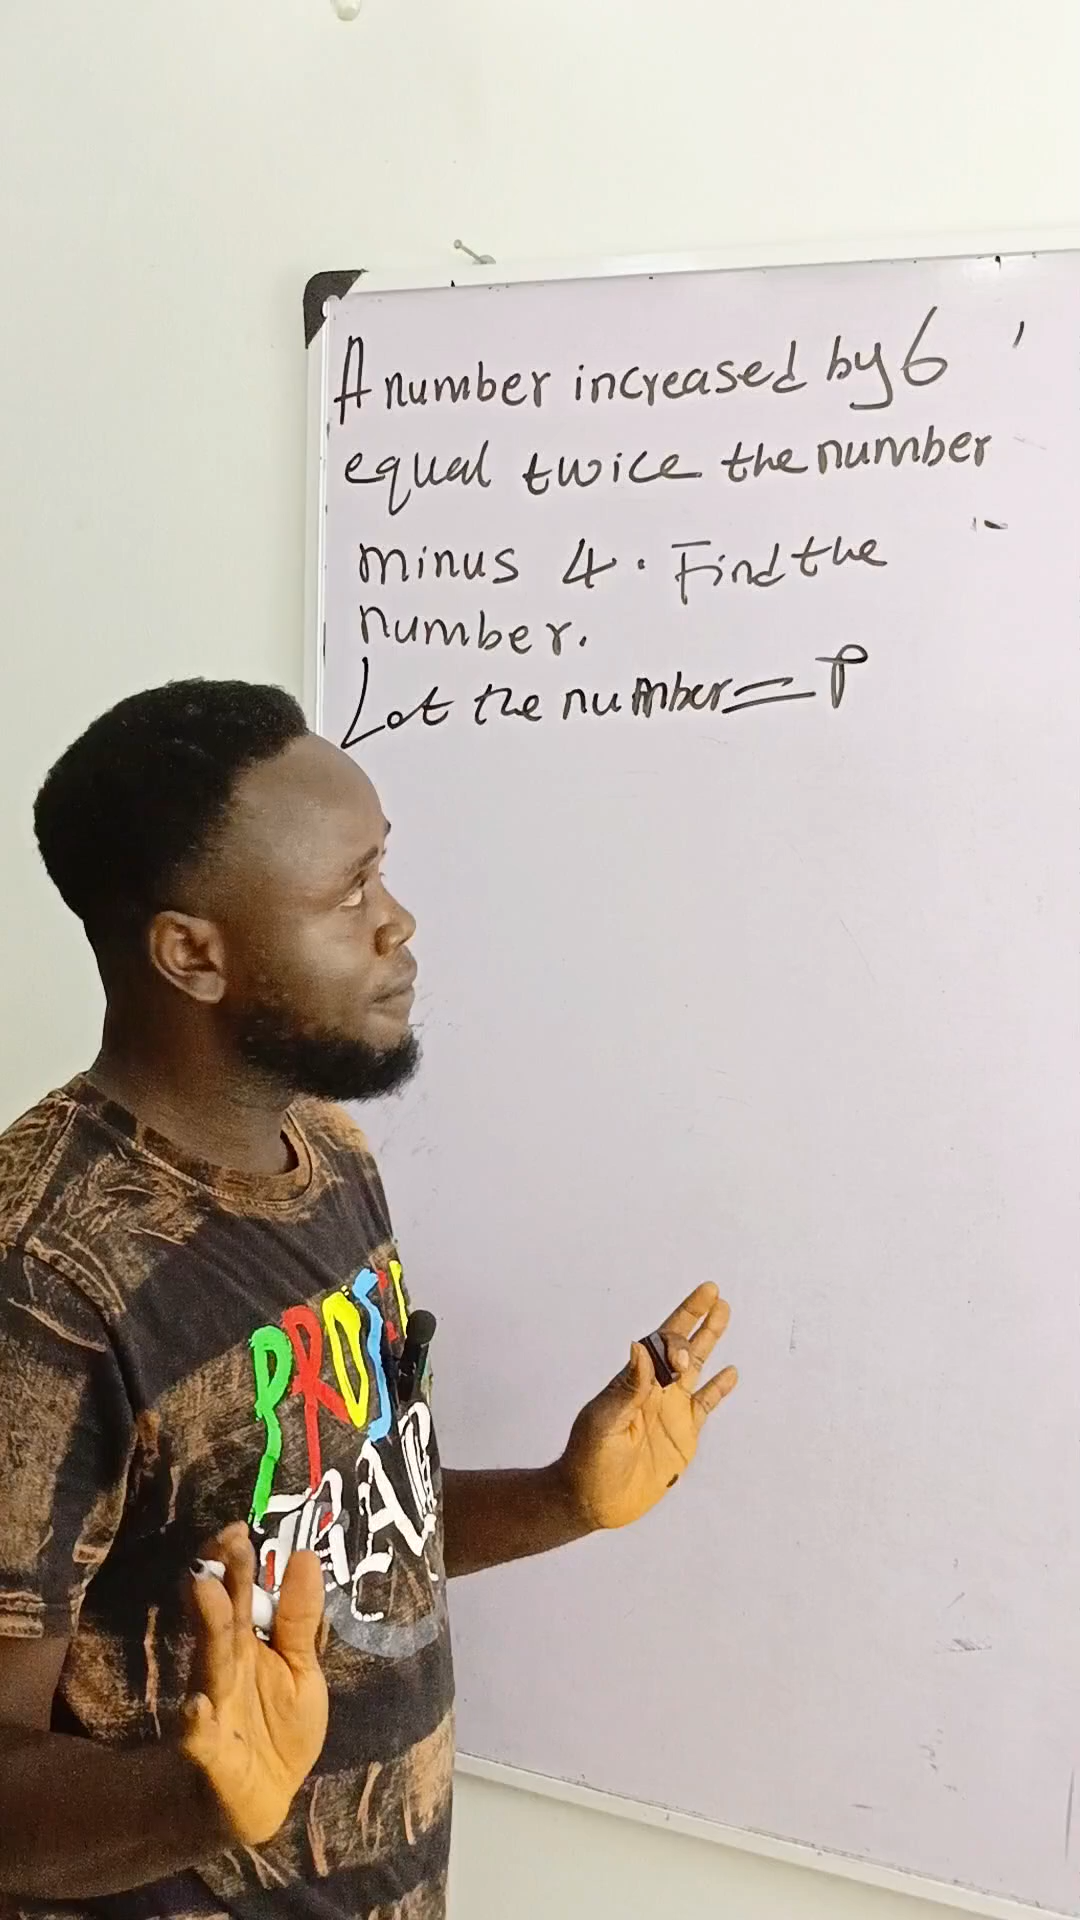 A number increased by 6
equal twice the number
minus 4. Find the
number.
Let the number = P